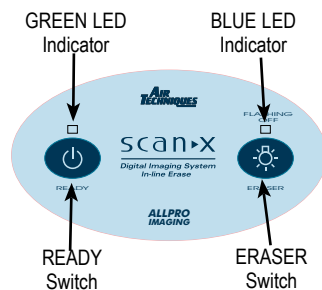 GREEN LED
Indicator
BLUE LED
Indicator
AIR
TECHNIQUES
FLASHING
OFF
scan x
Digital Imaging System
In-line Erase
READY
ERASER
ALLPRO
IMAGING
READY
Switch
ERASER
Switch